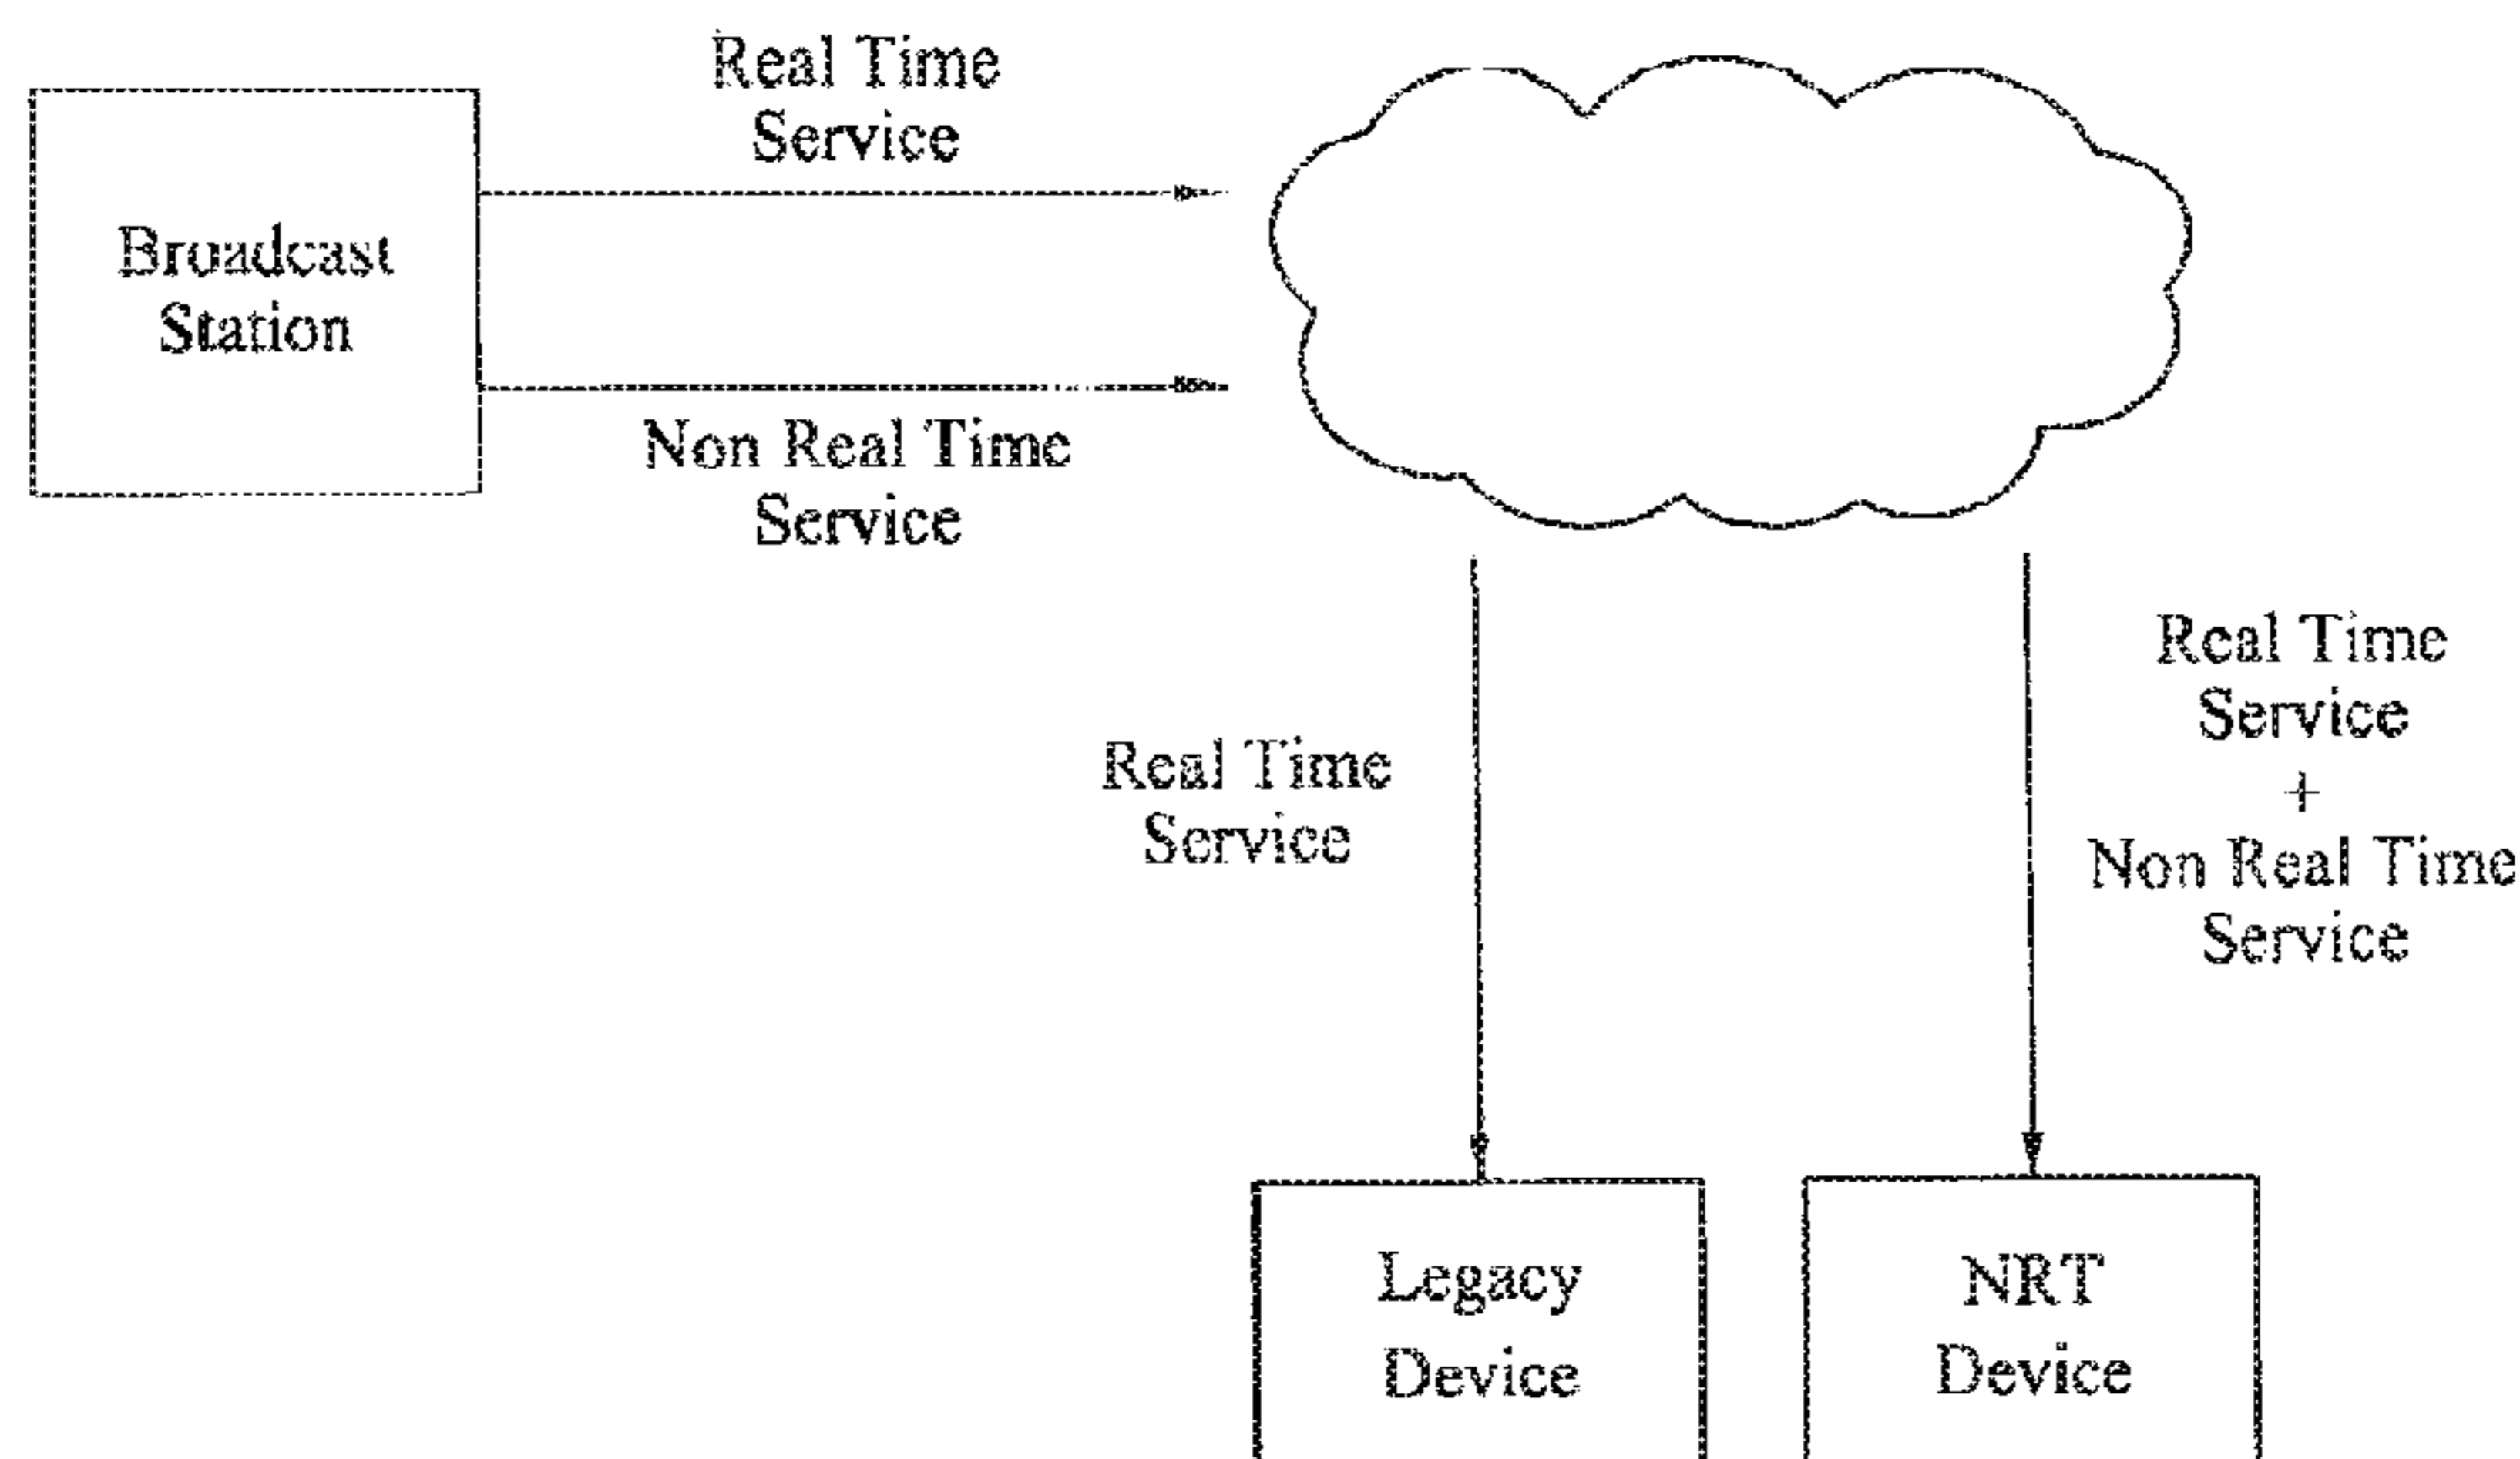 Real Time
Service
Broadcast
Station
Non Real Time
Service
Real Time
Service
Real Time
Service
+
Non Real Time
Service
Legacy
Device
NRT
Device